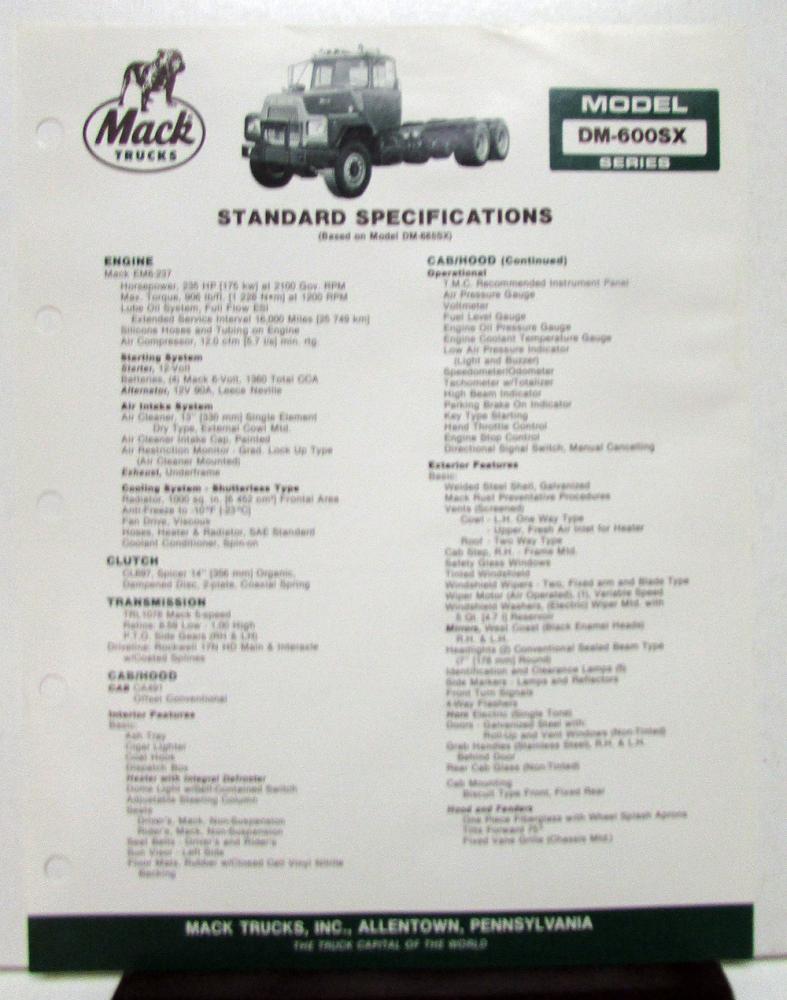 Mack
TRUCKS
MODEL
DM-600SX
SERIES
STANDARD SPECIFICATIONS
(Based on Model DM-685SX)
ENGINE
Mack EM6-237
Horsepower, 235 HP [175 kw] at 2100 Gov. RPM
Max. Torque, 906 lb/ft. [1 228 N•m] at 1200 RPM
Lube Oil System, Full Flow ESI
Extended Service Interval 16,000 Miles [25 749 km]
Silicone Hoses and Tubing on Engine
Air Compressor, 12.0 cfm [5.7 l/s] min. rtg.
Starting System
Starter, 12-Volt
Batteries, (4) Mack 6-Volt, 1360 Total CCA
Alternator, 12V 90A, Leece Neville
Air Intake System
Air Cleaner, 13" [330 mm] Single Element
Dry Type, External Cowl Mtd.
Air Cleaner Intake Cap, Painted
Air Restriction Monitor - Grad. Lock Up Type
(Air Cleaner Mounted)
Exhaust, Underframe
Cooling System - Shutterless Type
Radiator, 1000 sq. in. [6 452 cm²] Frontal Area
Anti-Freeze to -10°F [-23°C]
Fan Drive, Viscous
Hoses, Heater & Radiator, SAE Standard
Coolant Conditioner, Spin-on
CLUTCH
CL697, Spicer 14" [356 mm] Organic,
Dampened Disc, 2-plate, Coaxial Spring
TRANSMISSION
TRL1078 Mack 5-speed
Ratios: Low - 1.00 High
P.T.O. Side Gears (RH & LH)
Driveline: Rockwell 17N HD Main & Interaxle
w/Coated Splines
CAB/HOOD
CAB
Offset Conventional
Interior Features
Basic:
Ash Tray
Cigar Lighter
Coat Hook
Dispatch Box
Heater with Integral Defroster
Dome Light w/Self-Contained Switch
Adjustable Steering Column
Seats
Driver's, Mack, Non-Suspension
Rider's, Mack, Non-Suspension
Seat Belts - Driver's and Rider's
Sun Visor - Left Side
Floor Mats, Rubber w/Closed Cell Vinyl Nitrile
Backing
CAB/HOOD (Continued)
Operational
T.M.C. Recommended Instrument Panel
Air Pressure Gauge
Voltmeter
Fuel Level Gauge
Engine Oil Pressure Gauge
Engine Coolant Temperature Gauge
Low Air Pressure Indicator
(Light and Buzzer)
Speedometer/Odometer
Tachometer w/Totalizer
High Beam Indicator
Parking Brake On Indicator
Key Type Starting
Hand Throttle Control
Engine Stop Control
Directional Signal Switch, Manual Cancelling
Exterior Features
Basic:
Welded Steel Shell, Galvanized
Mack Rust Preventative Procedures
Vents (Screened)
Cowl - L.H. One Way Type
- Upper, Fresh Air Inlet for Heater
Roof - Two Way Type
Cab Step, R.H. - Frame Mtd.
Safety Glass Windows
Tinted Windshield
Windshield Wipers - Two, Fixed arm and Blade Type
Wiper Motor (Air Operated), (1), Variable Speed
Windshield Washers, (Electric) Wiper Mtd. with
5 Qt. [4.7 l] Reservoir
Mirrors, West Coast (Black Enamel Heads)
R.H. & L.H.
Headlights (2) Conventional Sealed Beam Type
(7" [178 mm] Round)
Identification and Clearance Lamps (5)
Side Markers - Lamps and Reflectors
Front Turn Signals
4-Way Flashers
Horn Electric (Single Tone)
Doors - Galvanized Steel with
Roll-Up and Vent Windows (Non-Tinted)
Grab Handles (Stainless Steel), R.H. & L.H.
Behind Door
Rear Cab Glass (Non-Tinted)
Cab Mounting
Biscuit Type Front, Fixed Rear
Hood and Fenders
One Piece Fiberglass with Wheel Splash Aprons
Tilts Forward 75°
Fixed Vane Grille (Chassis Mtd.)
MACK TRUCKS, INC., ALLENTOWN, PENNSYLVANIA
THE TRUCK CAPITAL OF THE WORLD